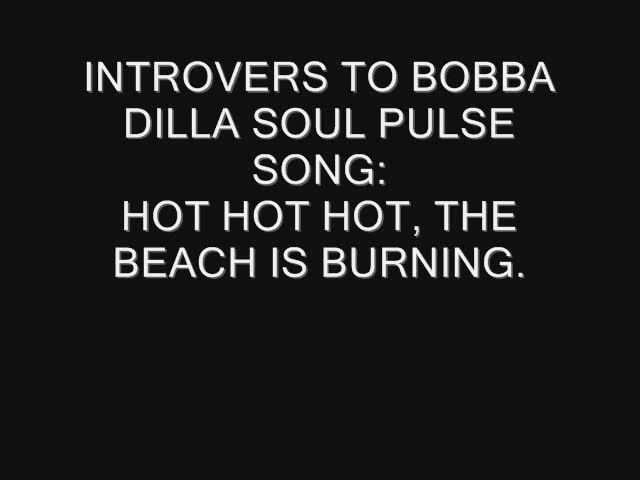 INTROVERS TO BOBBA
DILLA SOUL PULSE
SONG:
HOT HOT HOT, THE
BEACH IS BURNING.